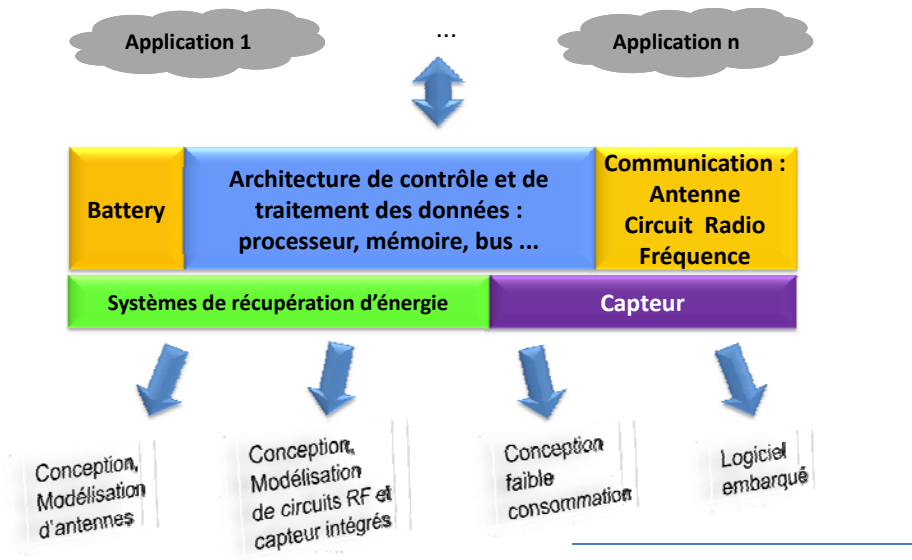 Application 1
...
Application n
Battery
Architecture de contrôle et de
traitement des données :
processeur, mémoire, bus ...
Communication :
Antenne
Circuit Radio
Fréquence
Systèmes de récupération d’énergie
Capteur
Conception,
Modélisation
d'antennes
Conception,
Modélisation
de circuits RF et
capteur intégrés
Conception
faible
consommation
Logiciel
embarqué